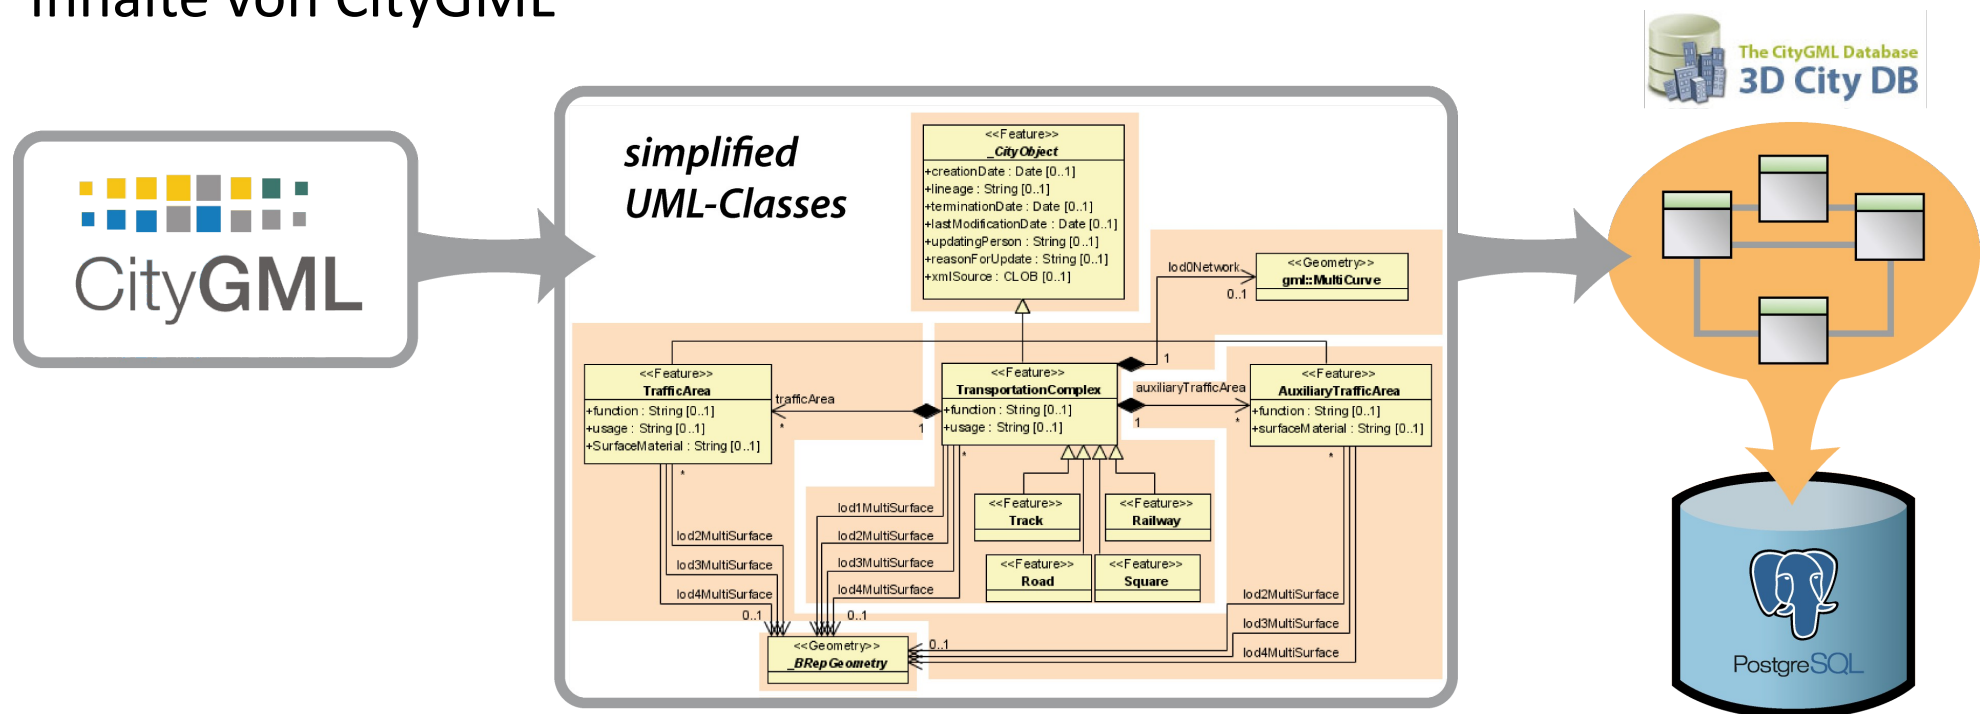 Inhalte von CityGML
The CityGML Database
3D City DB
CityGML
simplified
UML-Classes
<<Feature>>
_CityObject
+creationDate : Date [0..1]
+lineage : String [0..1]
+terminationDate : Date [0..1]
+lastModificationDate : Date [0..1]
+updatingPerson : String [0..1]
+reasonForUpdate : String [0..1]
+xmlSource : CLOB [0..1]
lod0Network
0..1
<<Geometry>>
gml::MultiCurve
1
<<Feature>>
TrafficArea
+function : String [0..1]
+usage : String [0..1]
+SurfaceMaterial : String [0..1]
trafficArea
*
1
<<Feature>>
TransportationComplex
+function : String [0..1]
+usage : String [0..1]
auxiliaryTrafficArea
1
*
<<Feature>>
AuxiliaryTrafficArea
+function : String [0..1]
+surfaceMaterial : String [0..1]
*
*
*
lod1MultiSurface
lod2MultiSurface
lod3MultiSurface
lod4MultiSurface
<<Feature>>
Track
<<Feature>>
Railway
<<Feature>>
Road
<<Feature>>
Square
lod2MultiSurface
lod3MultiSurface
lod4MultiSurface
0..1
0..1
lod2MultiSurface
lod3MultiSurface
lod4MultiSurface
0..1
<<Geometry>>
_BRepGeometry
PostgreSQL